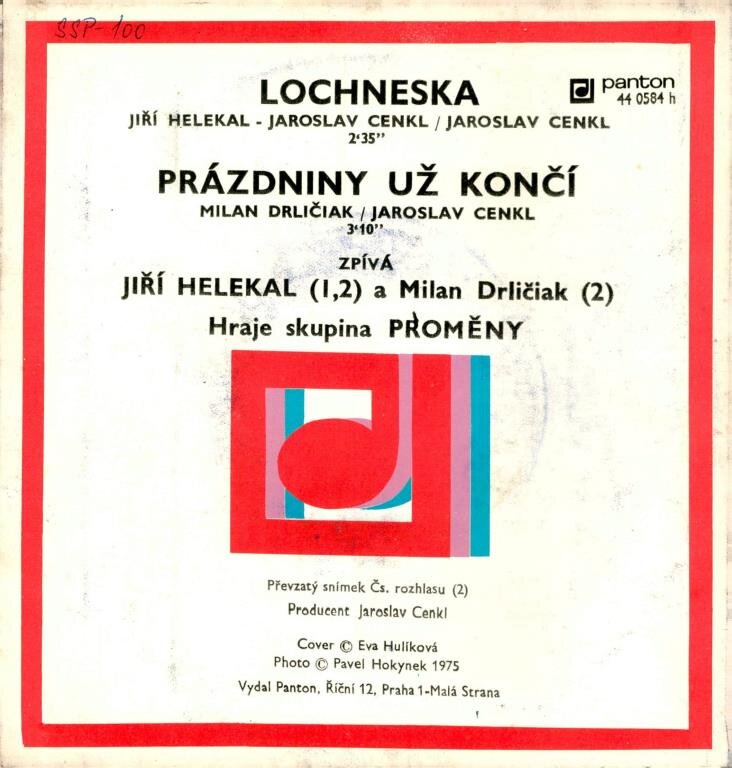 SSP-100
LOCHNESKA
panton
44 0584 h
JIŘÍ HELEKAL - JAROSLAV CENKL / JAROSLAV CENKL
2'35"
PRÁZDNINY UŽ KONČÍ
MILAN DRLIČIAK / JAROSLAV CENKL
3'10"
ZPÍVÁ
JIŘÍ HELEKAL (1,2) a Milan Drličiak (2)
Hraje skupina PROMĚNY
Převzatý snímek Čs. rozhlasu (2)
Producent Jaroslav Cenkl
Cover © Eva Hulíková
Photo © Pavel Hokynek 1975
Vydal Panton, Říční 12, Praha 1-Malá Strana